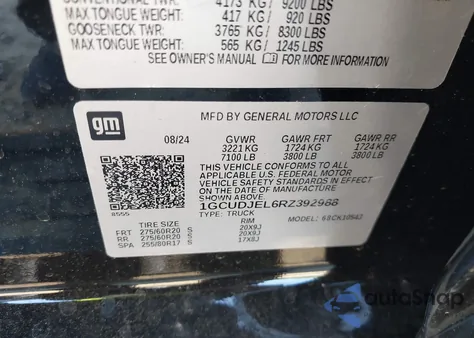 CONVENTIONAL TWR: 4173 KG/ 9200 LBS
MAX TONGUE WEIGHT: 417 KG/ 920 LBS
GOOSENECK TWR: 3765 KG/ 8300 LBS
MAX TONGUE WEIGHT: 565 KG/ 1245 LBS
SEE OWNER'S MANUAL FOR MORE INFORMATION
gm
MFD BY GENERAL MOTORS LLC
08/24 GVWR GAWR FRT GAWR RR
3221 KG 1724 KG 1724 KG
7100 LB 3800 LB 3800 LB
THIS VEHICLE CONFORMS TO ALL
APPLICABLE U.S. FEDERAL MOTOR
VEHICLE SAFETY STANDARDS IN
EFFECT ON THE DATE OF MANUFACTURE
SHOWN ABOVE.
1GCUDJEL6RZ392988
8555
TYPE: TRUCK MODEL:
TIRE SIZE RIM
FRT 275/60R20 S 20X9J
RR 275/60R20 S 20X9J
SPA 255/80R17 S 17X8J
autoSnap